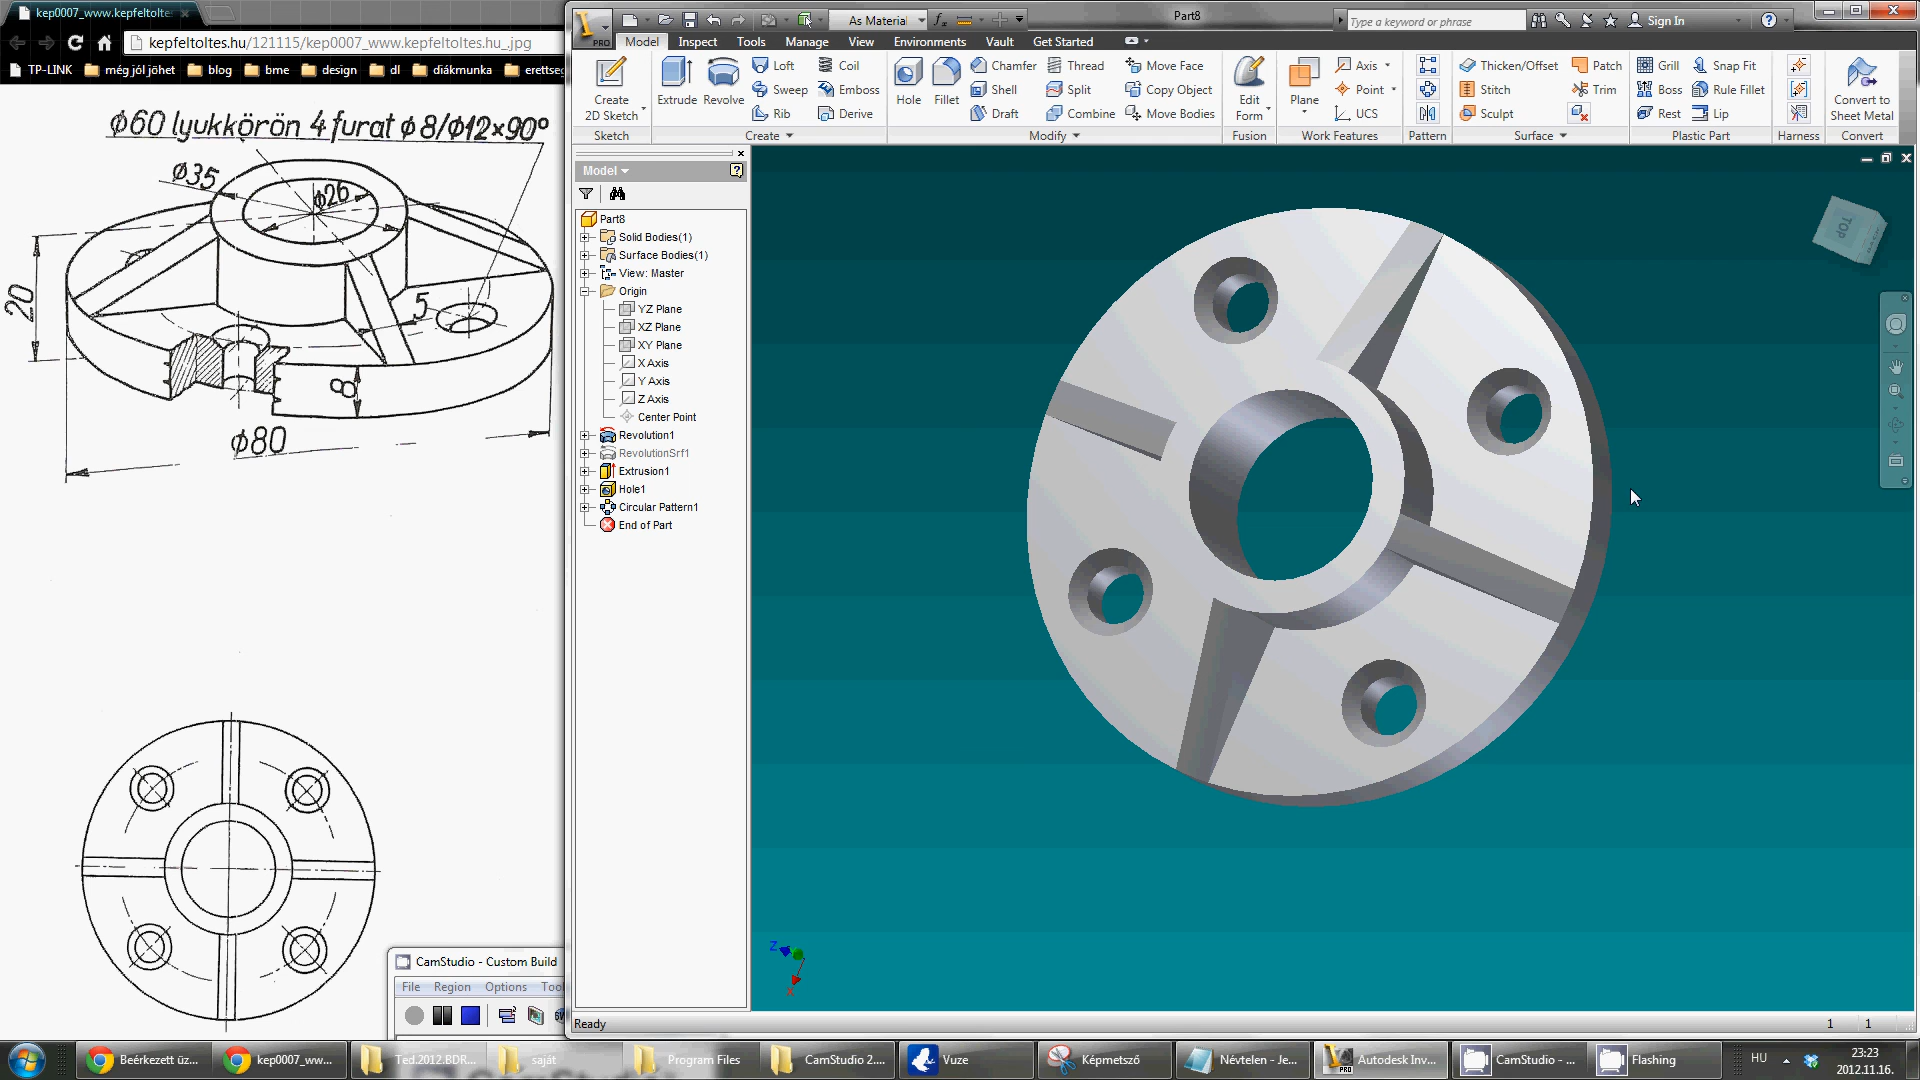 kep0007_www.kepfeltoltes
kepfeltoltes.hu/121115/kep0007_www.kepfeltoltes.hu_.jpg
TP-LINK még jól jöhet blog bme design dl diákmunka erettseg
ϕ60 lyukkörön 4 furat ϕ8/ϕ12×90°
ϕ35
ϕ26
20
5
8
ϕ80
CamStudio - Custom Build
File Region Options Tool
PRO
As Material
Part8
Type a keyword or phrase
Sign In
Model Inspect Tools Manage View Environments Vault Get Started
Create 2D Sketch
Sketch
Extrude Revolve
Loft Coil
Sweep Emboss
Rib Derive
Create
Hole Fillet
Chamfer Thread Move Face
Shell Split Copy Object
Draft Combine Move Bodies
Modify
Edit Form
Fusion
Plane
Axis
Point
UCS
Work Features
Pattern
Thicken/Offset Patch
Stitch Trim
Sculpt
Surface
Grill Snap Fit
Boss Rule Fillet
Rest Lip
Plastic Part
Harness
Convert to Sheet Metal
Convert
Model
Part8
Solid Bodies(1)
Surface Bodies(1)
View: Master
Origin
YZ Plane
XZ Plane
XY Plane
X Axis
Y Axis
Z Axis
Center Point
Revolution1
RevolutionSrf1
Extrusion1
Hole1
Circular Pattern1
End of Part
TOP
Z
X
Ready
1 1
Beérkezett üz...
kep0007_ww...
Ted.2012.BDR...
saját
Program Files
CamStudio 2....
Vuze
Képmetsző
Névtelen - Je...
Autodesk Inv...
CamStudio - ...
Flashing
HU
23:23
2012.11.16.